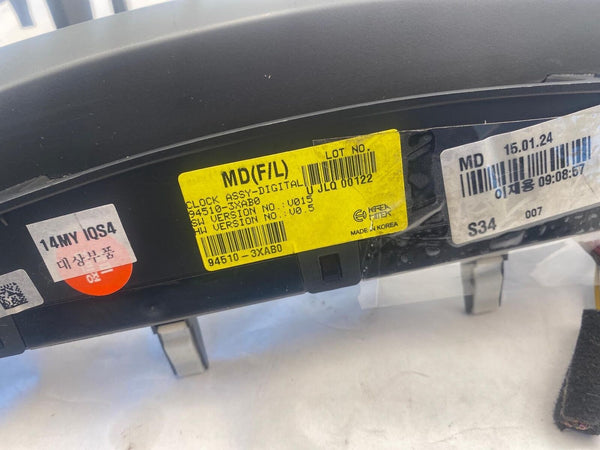 MD(F/L)
LOT NO.
CLOCK ASSY-DIGITAL
U JLQ 00122
94510-3XAB0
SW VERSION NO.:V015
HW VERSION NO.:V0.5
MADE IN KOREA
94510-3XAB0
14MY IQS4
대상부품
MD 15.01.24
이재용 09:08:57
S34 007